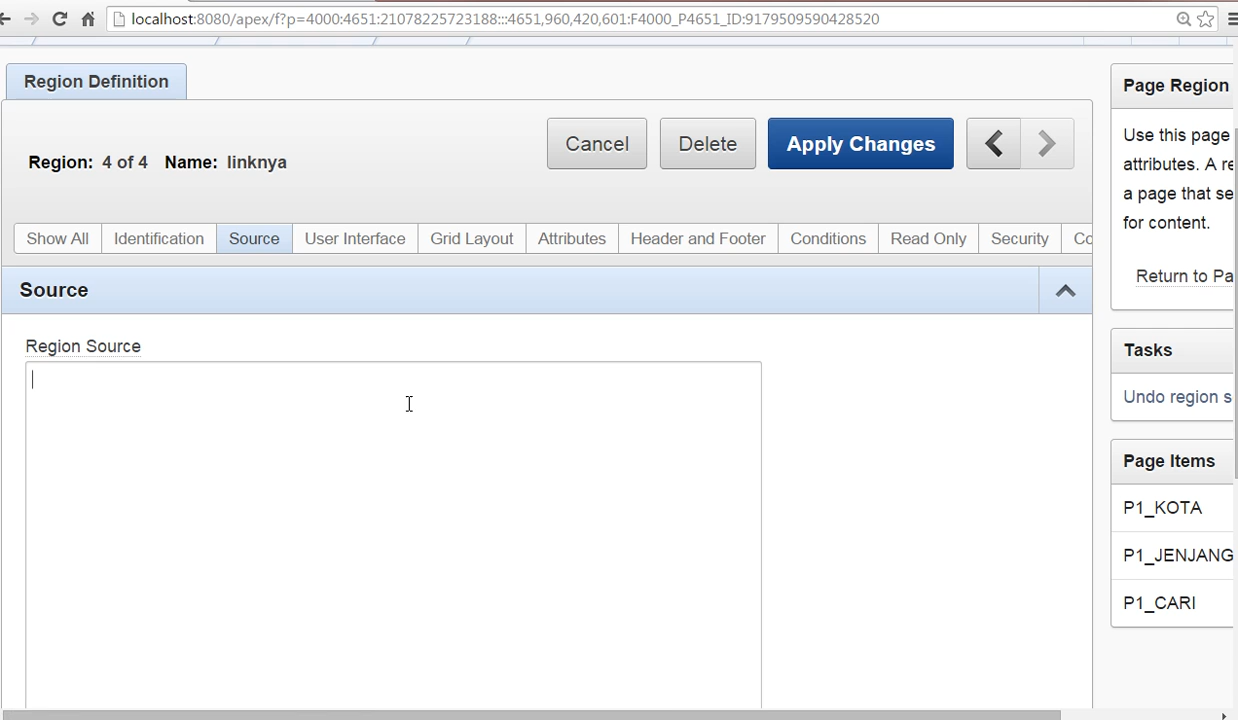 localhost:8080/apex/f?p=4000:4651:21078225723188:::4651,960,420,601:F4000_P4651_ID:9179509590428520
Region Definition
Region: 4 of 4 Name: linknya
Cancel
Delete
Apply Changes
Show All
Identification
Source
User Interface
Grid Layout
Attributes
Header and Footer
Conditions
Read Only
Security
Co
Source
Region Source
Page Region
Use this page
attributes. A re
a page that se
for content.
Return to Pa
Tasks
Undo region s
Page Items
P1_KOTA
P1_JENJANG
P1_CARI